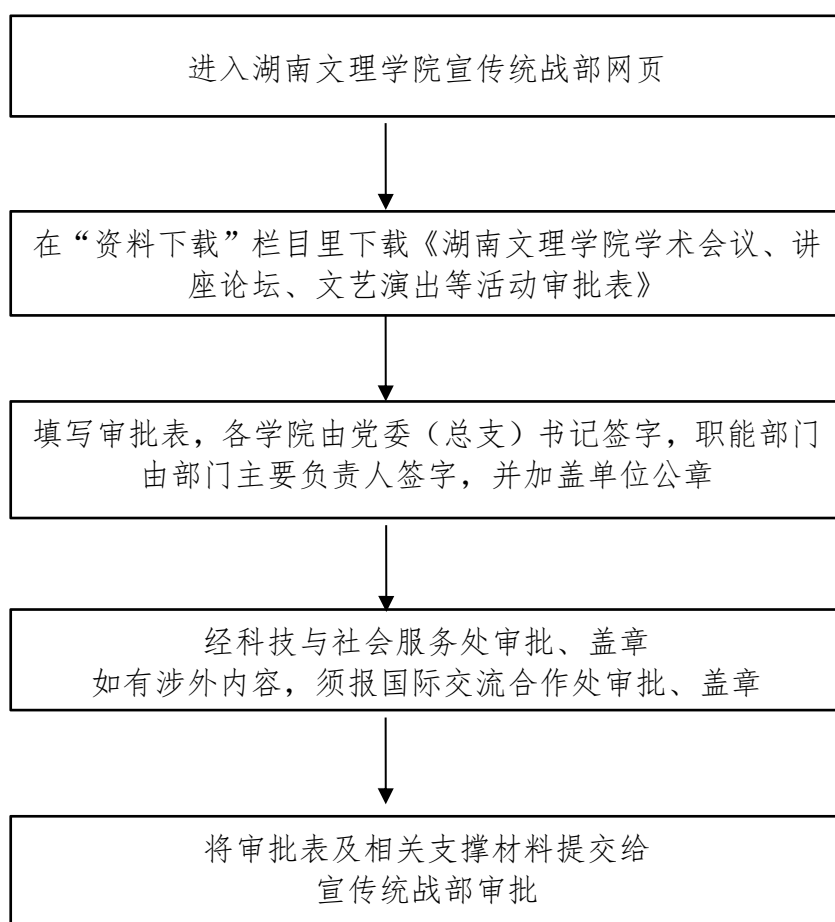 进入湖南文理学院宣传统战部网页
在“资料下载”栏目里下载《湖南文理学院学术会议、讲
座论坛、文艺演出等活动审批表》
填写审批表，各学院由党委（总支）书记签字，职能部门
由部门主要负责人签字，并加盖单位公章
经科技与社会服务处审批、盖章
如有涉外内容，须报国际交流合作处审批、盖章
将审批表及相关支撑材料提交给
宣传统战部审批